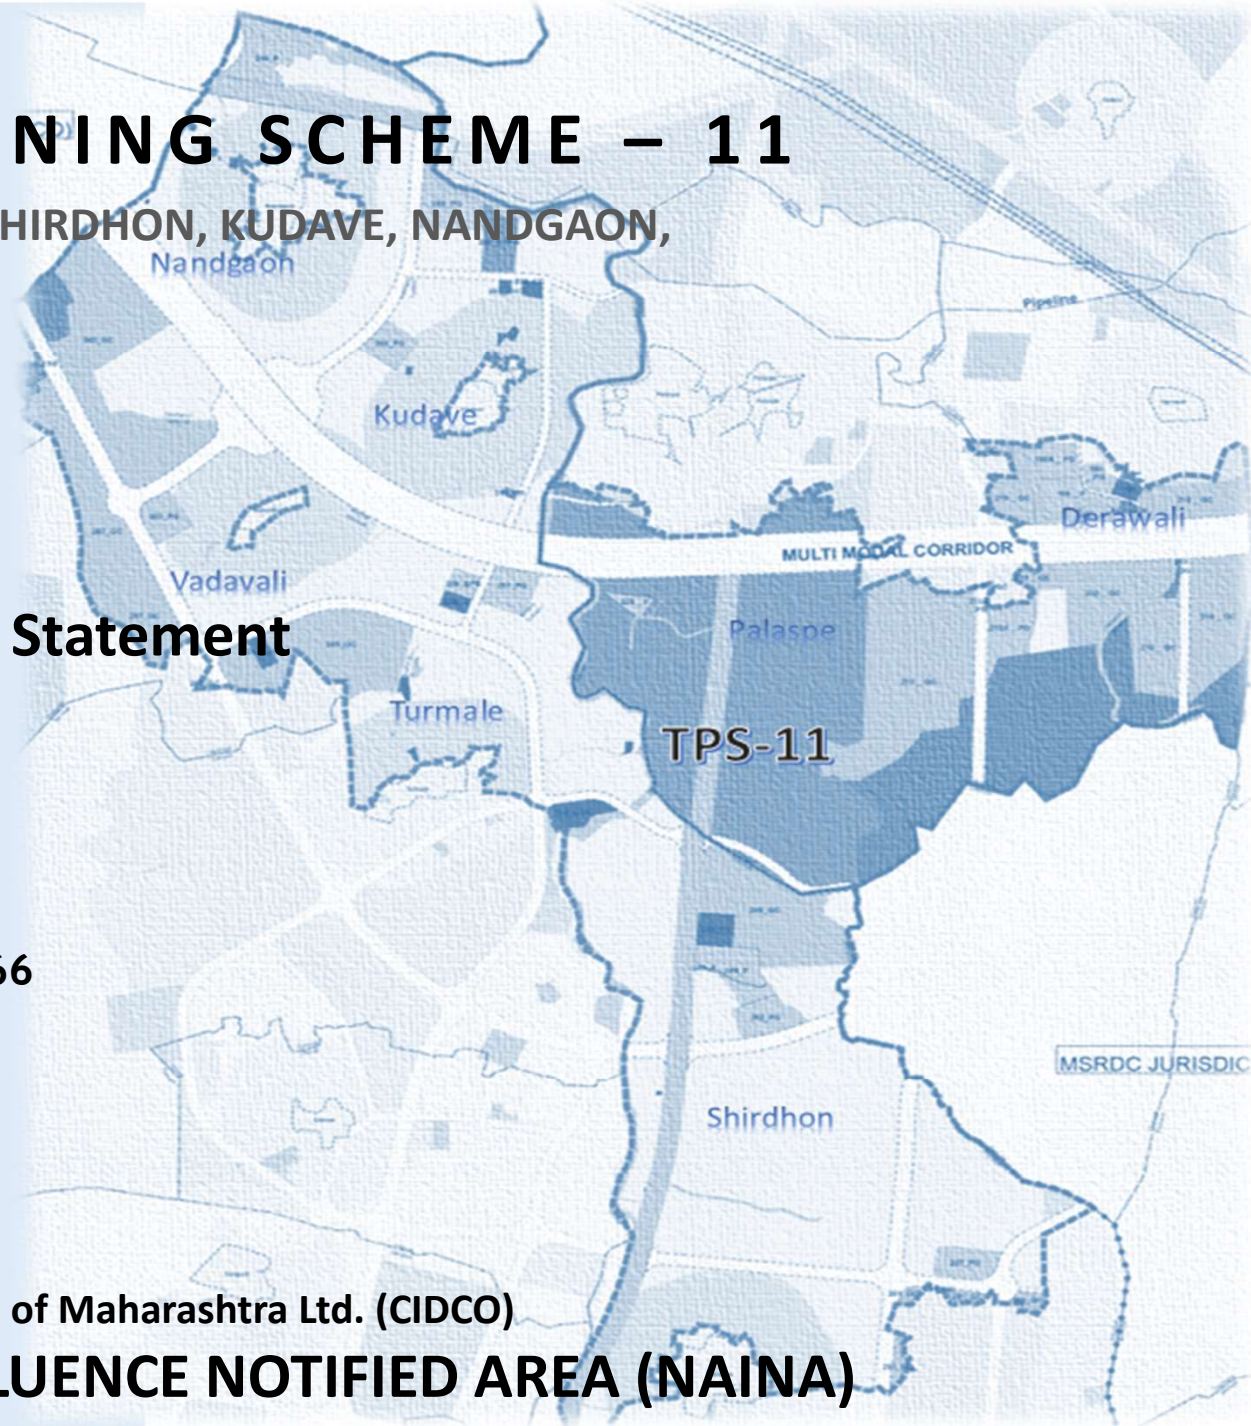 NING SCHEME – 11
HIRDHON, KUDAVE, NANDGAON,
Nandgaon
Pipeline
Kudave
Derawali
MULTI MODAL CORRIDOR
Vadavali
Palaspe
Statement
Turmale
TPS-11
66
MSRDC JURISDIC
Shirdhon
of Maharashtra Ltd. (CIDCO)
LUENCE NOTIFIED AREA (NAINA)